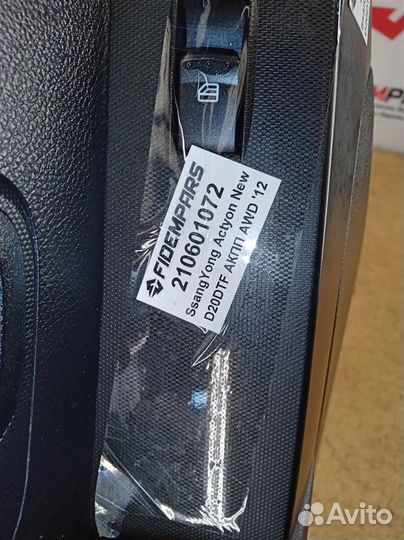 FIDEMPARS
210601072
SsangYong Actyon New
D20DTF АКПП AWD '12
Avito